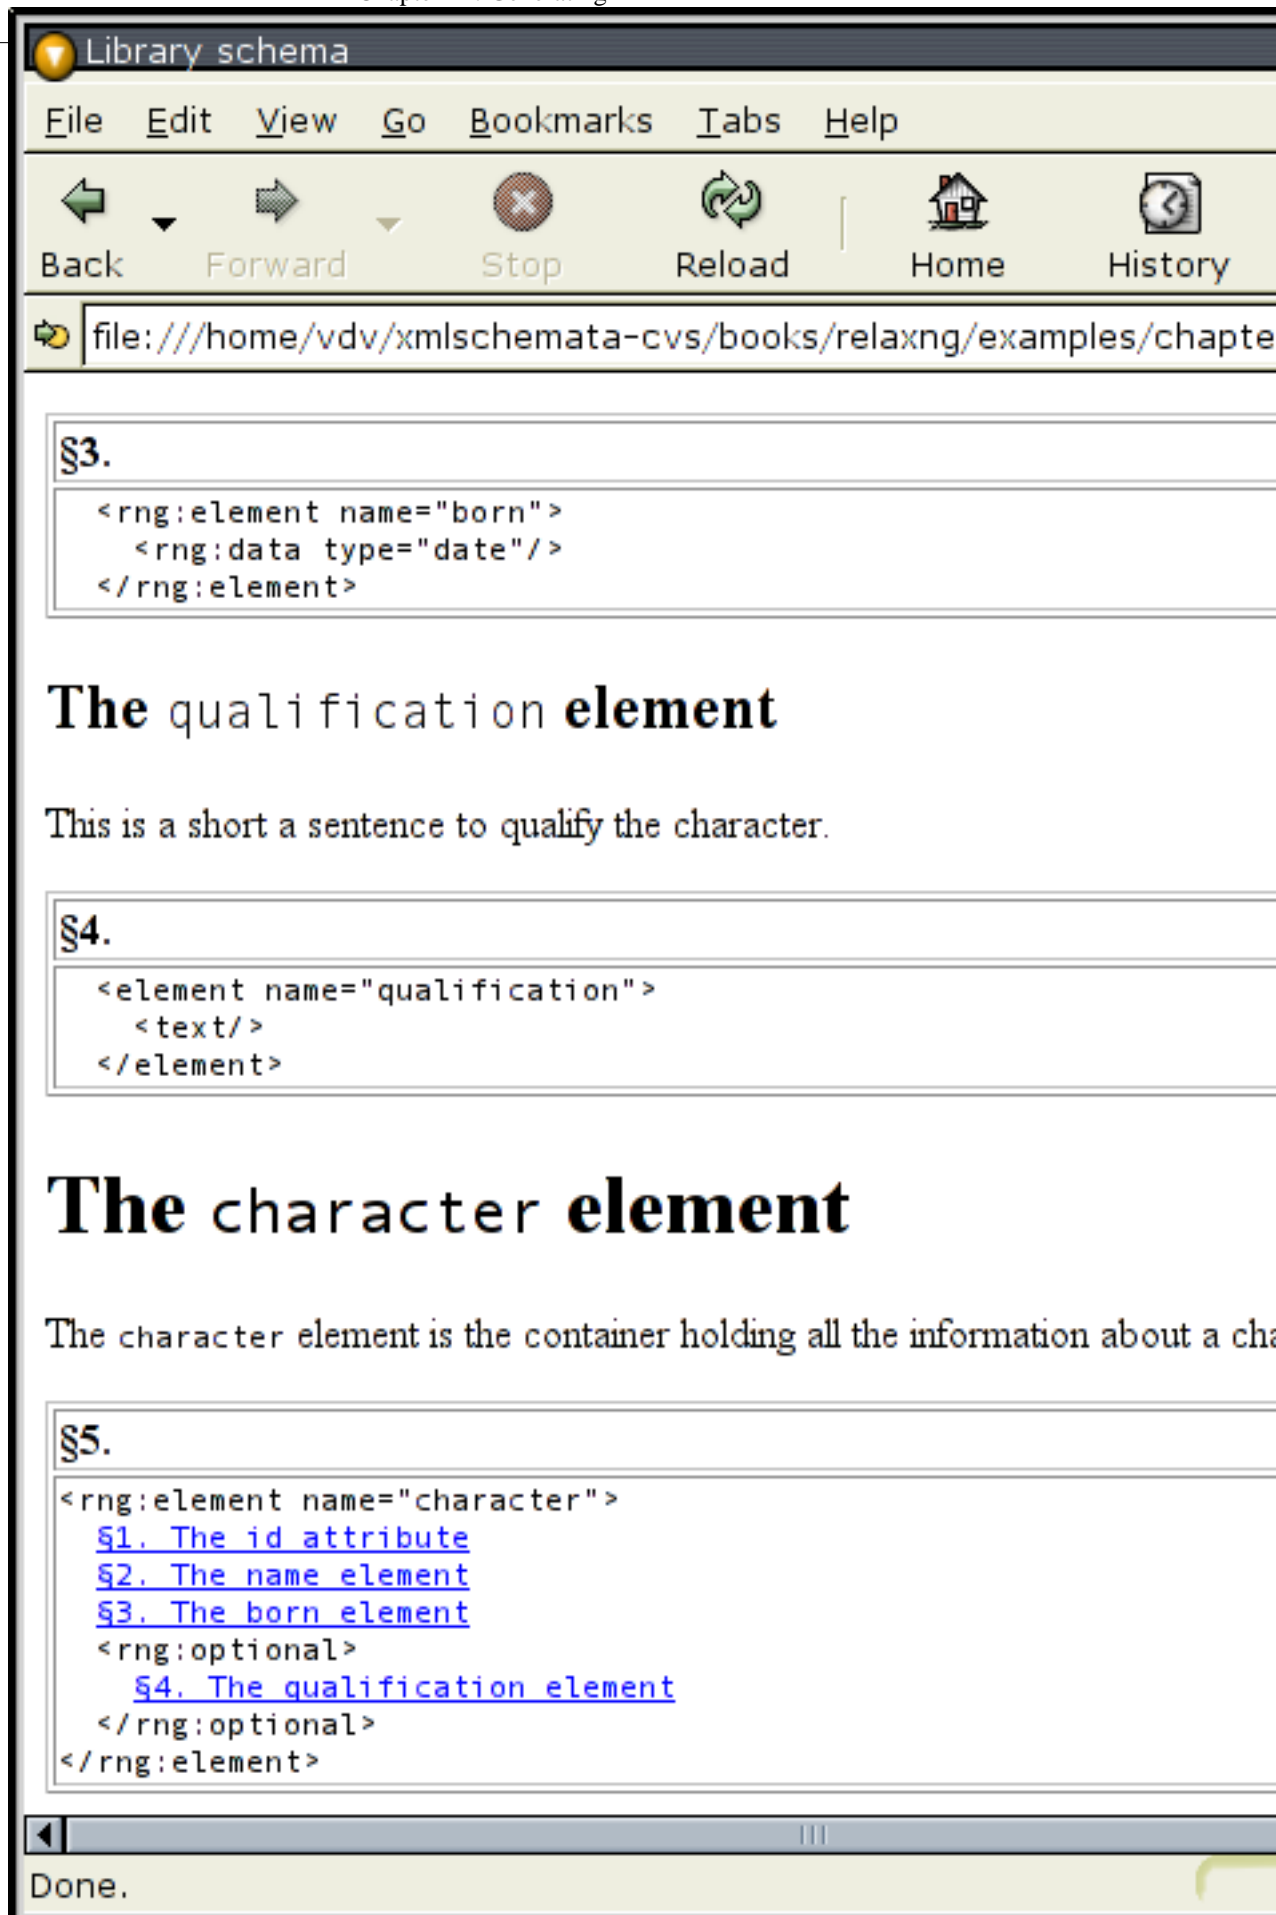 Library schema
File Edit View Go Bookmarks Tabs Help
Back Forward Stop Reload Home History
file:///home/vdv/xmlschemata-cvs/books/relaxng/examples/chapte
§3.
<rng:element name="born">
<rng:data type="date"/>
</rng:element>
The qualification element
This is a short a sentence to qualify the character.
§4.
<element name="qualification">
<text/>
</element>
The character element
The character element is the container holding all the information about a cha
§5.
<rng:element name="character">
§1. The id attribute
§2. The name element
§3. The born element
<rng:optional>
§4. The qualification element
</rng:optional>
</rng:element>
Done.